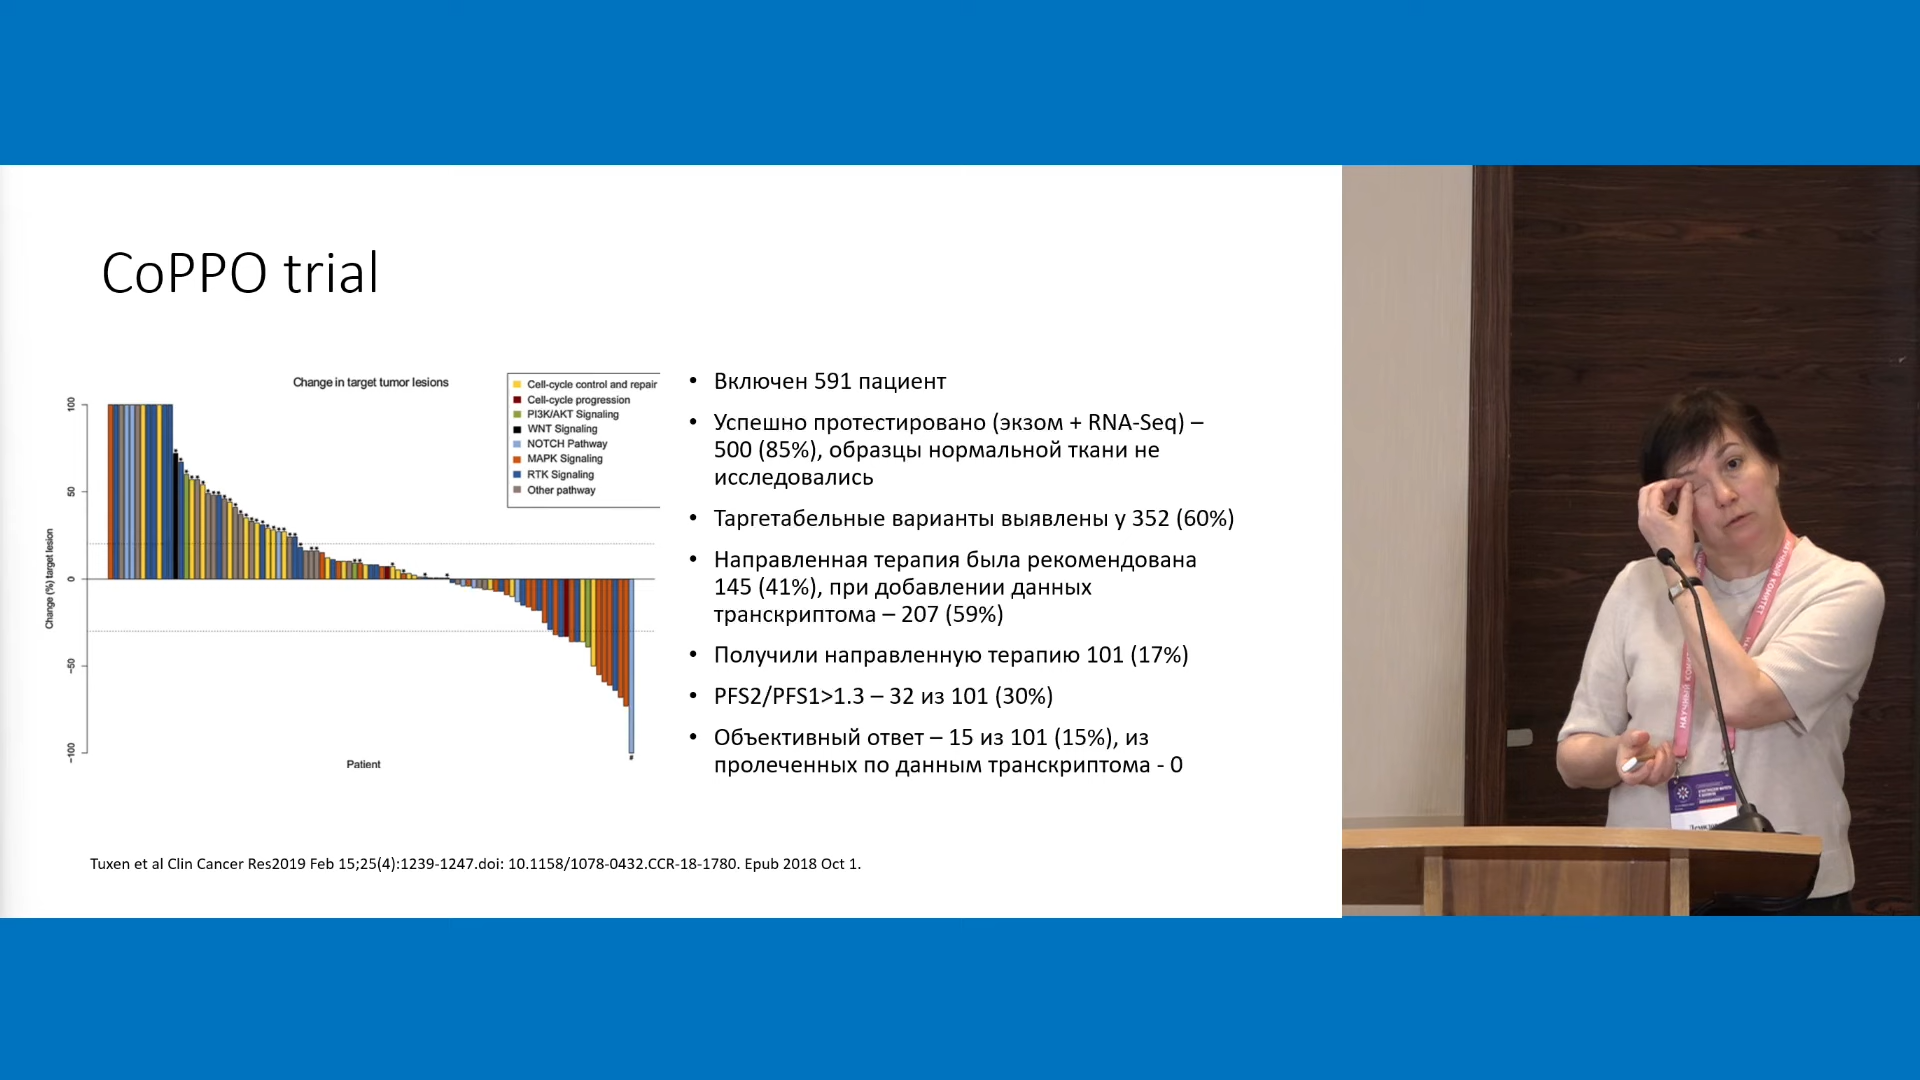 CoPPO trial
Change in target tumor lesions
Cell-cycle control and repair
Cell-cycle progression
PI3K/AKT Signaling
WNT Signaling
NOTCH Pathway
MAPK Signaling
RTK Signaling
Other pathway
100
50
0
-50
-100
Change (%) target lesion
Patient
#
• Включен 591 пациент
• Успешно протестировано (экзом + RNA-Seq) –
500 (85%), образцы нормальной ткани не
исследовались
• Таргетабельные варианты выявлены у 352 (60%)
• Направленная терапия была рекомендована
145 (41%), при добавлении данных
транскриптома – 207 (59%)
• Получили направленную терапию 101 (17%)
• PFS2/PFS1>1.3 – 32 из 101 (30%)
• Объективный ответ – 15 из 101 (15%), из
пролеченных по данным транскриптома - 0
Tuxen et al Clin Cancer Res2019 Feb 15;25(4):1239-1247.doi: 10.1158/1078-0432.CCR-18-1780. Epub 2018 Oct 1.
НАУЧНЫЙ КОМИТЕТ